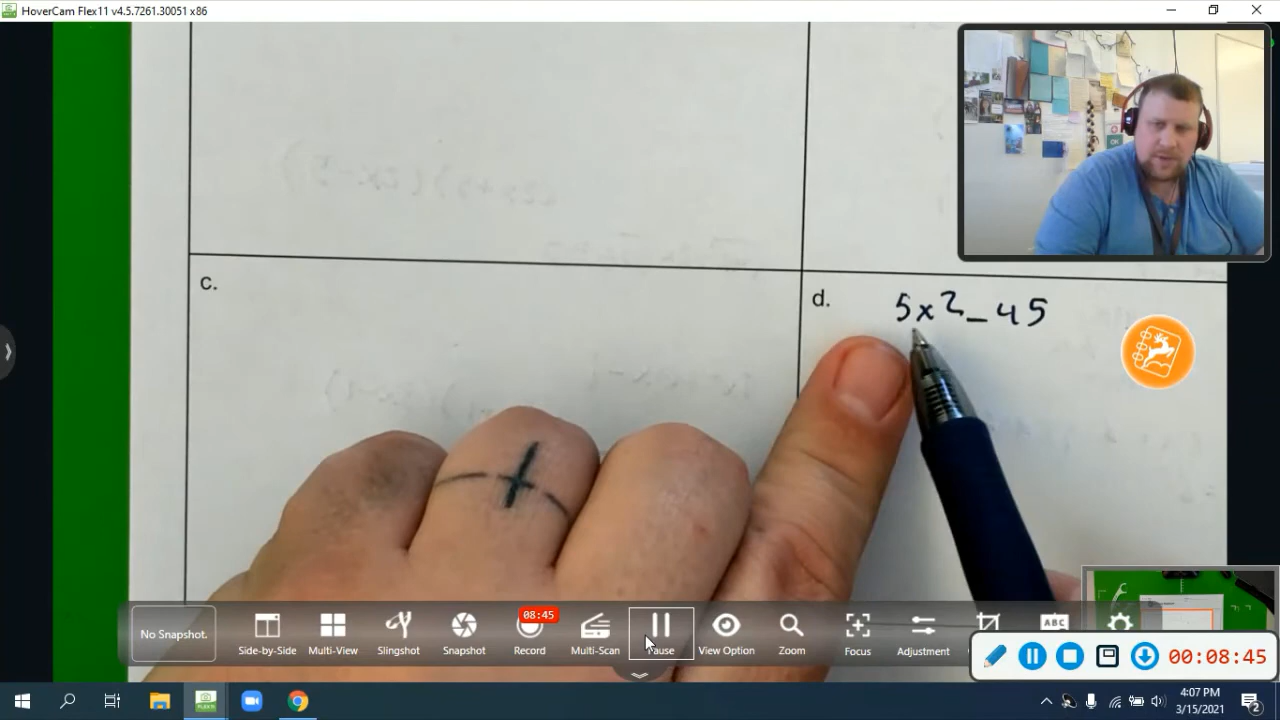 HoverCam Flex11 v4.5.7261.30051 x86
c.
d. 5x² - 45
No Snapshot.
Side-by-Side
Multi-View
Slingshot
Snapshot
08:45
Record
Multi-Scan
Pause
View Option
Zoom
Focus
Adjustment
ABC
00:08:45
4:07 PM
3/15/2021
2